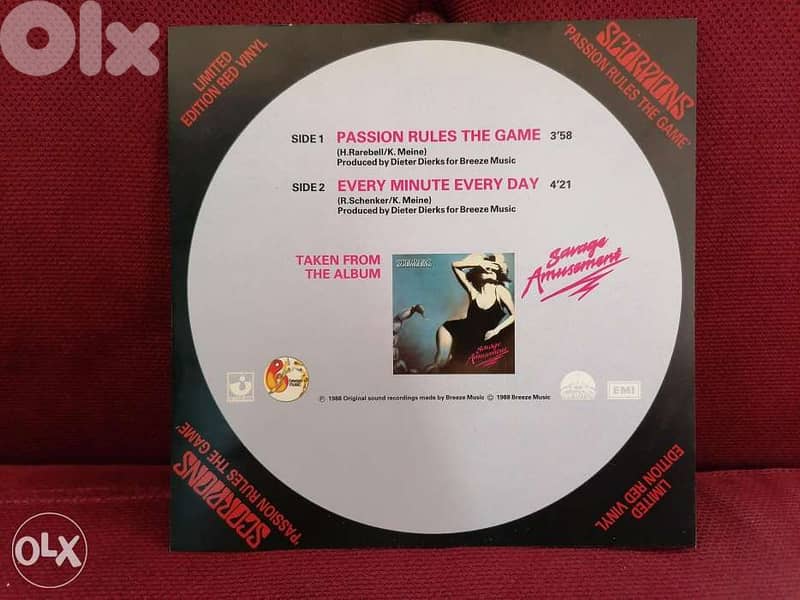 OLX
LIMITED
EDITION RED VINYL
SCORPIONS
'PASSION RULES THE GAME'
SIDE 1 PASSION RULES THE GAME 3'58
(H.Rarebell/K. Meine)
Produced by Dieter Dierks for Breeze Music
SIDE 2 EVERY MINUTE EVERY DAY 4'21
(R.Schenker/K. Meine)
Produced by Dieter Dierks for Breeze Music
TAKEN FROM
THE ALBUM
SCORPIONS
Savage
Amusement
Savage
Amusement
℗ 1988 Original sound recordings made by Breeze Music © 1988 Breeze Music
EMI
SCORPIONS
'PASSION RULES THE GAME'
LIMITED
EDITION RED VINYL
OLX